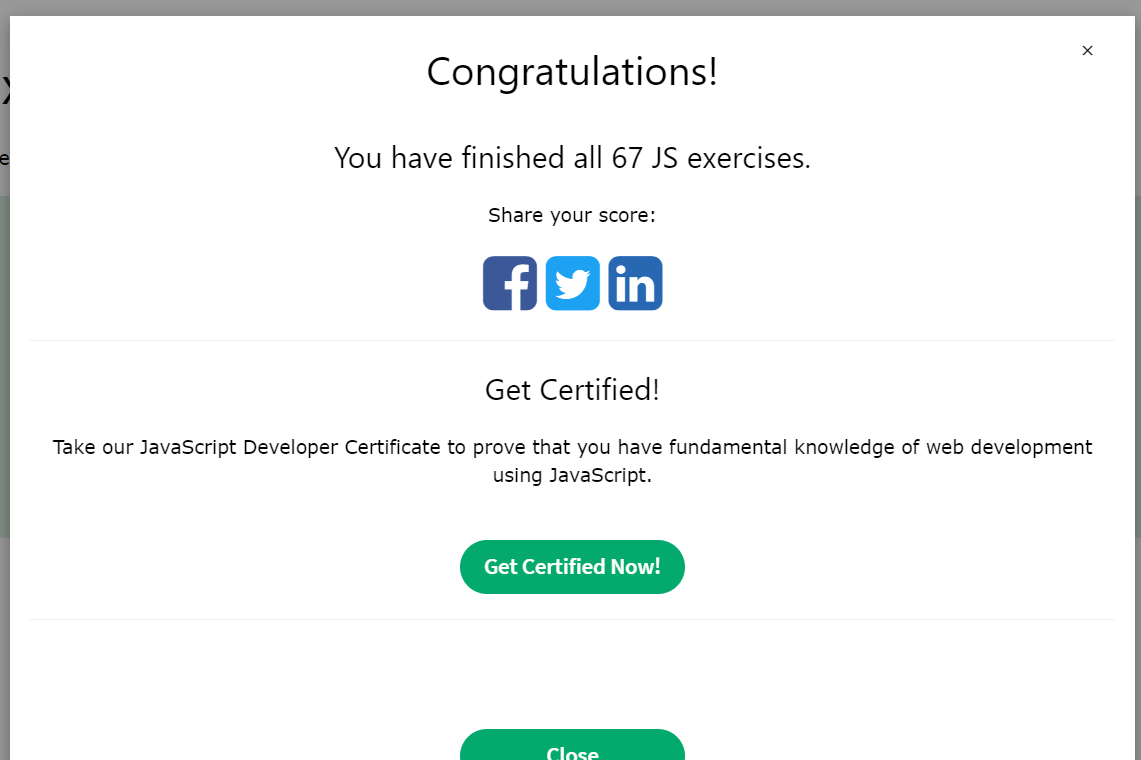 ×
Congratulations!
You have finished all 67 JS exercises.
Share your score:
Get Certified!
Take our JavaScript Developer Certificate to prove that you have fundamental knowledge of web development
using JavaScript.
Get Certified Now!
Close